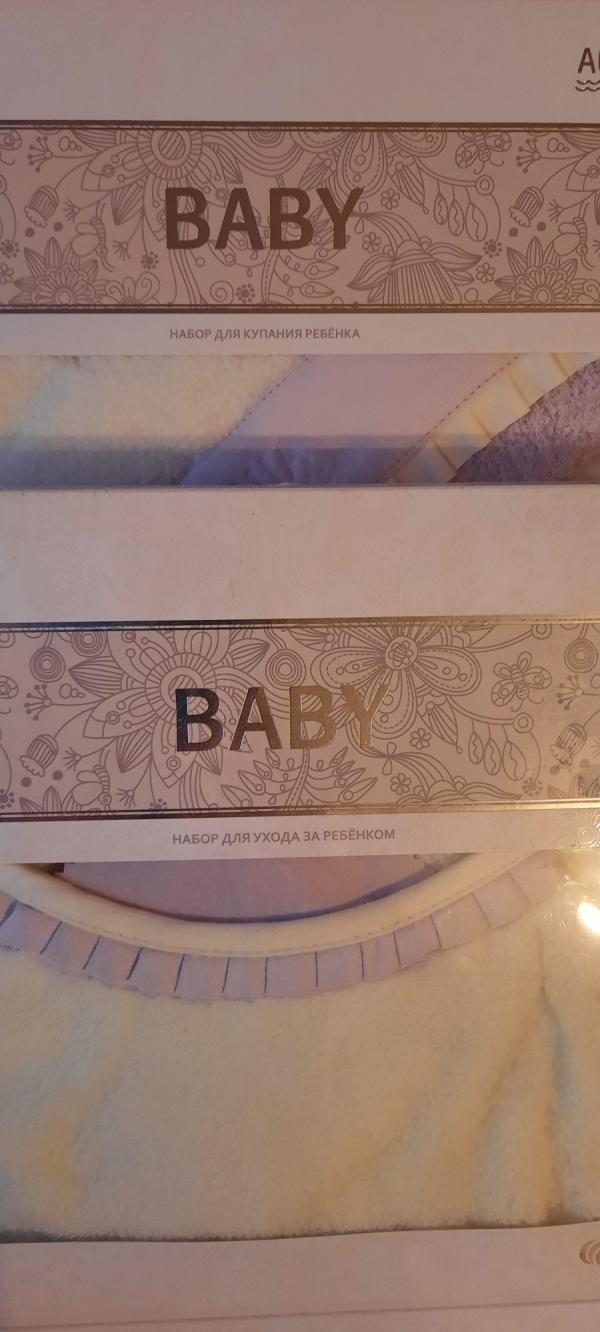 BABY
НАБОР ДЛЯ КУПАНИЯ РЕБЁНКА
BABY
НАБОР ДЛЯ УХОДА ЗА РЕБЁНКОМ